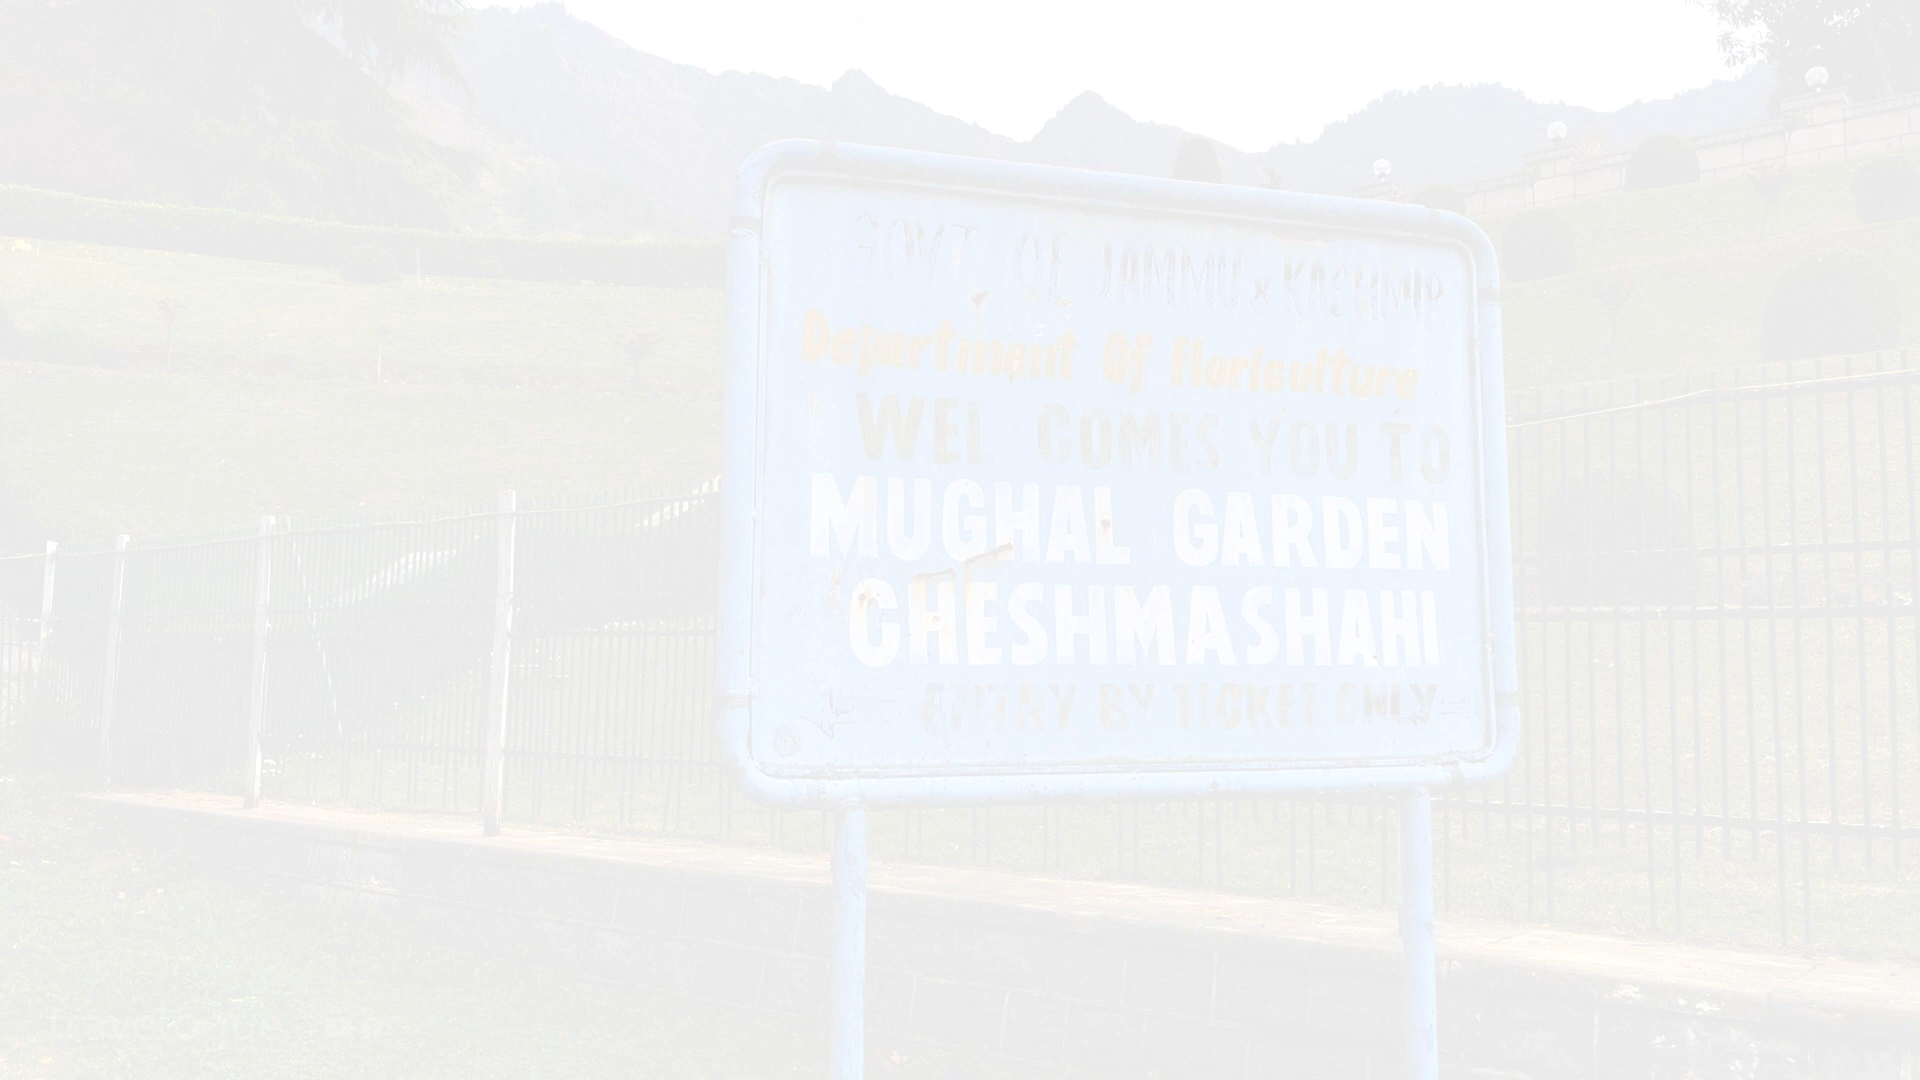 GOVT OF JAMMU & KASHMIR
Department Of Floriculture
WEL COMES YOU TO
MUGHAL GARDEN
CHESHMASHAHI
ENTRY BY TICKET ONLY